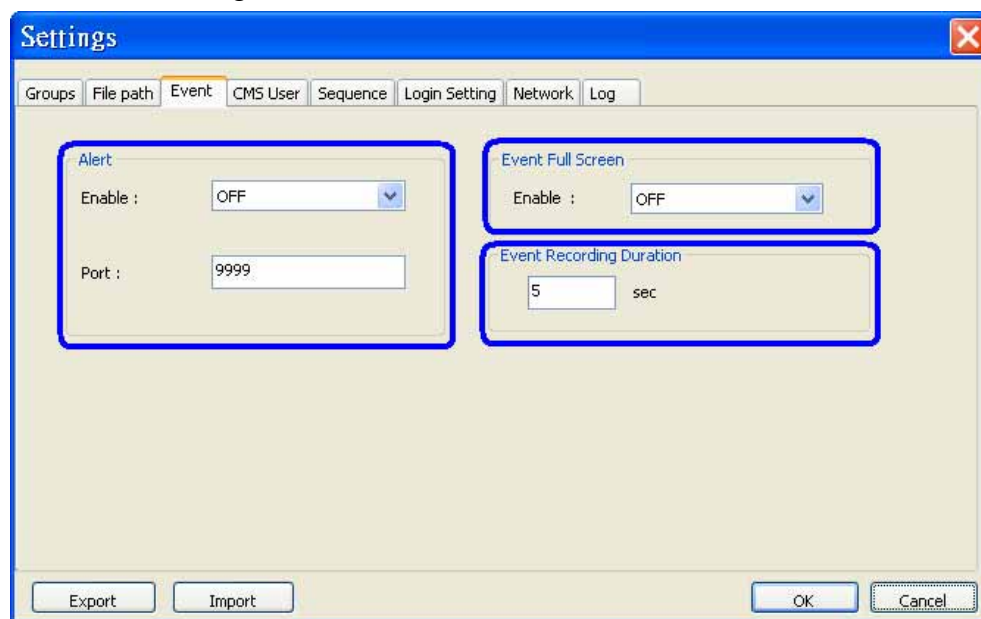 Settings
Groups File path Event CMS User Sequence Login Setting Network Log
Alert
Enable : OFF
Port : 9999
Event Full Screen
Enable : OFF
Event Recording Duration
5 sec
Export Import OK Cancel